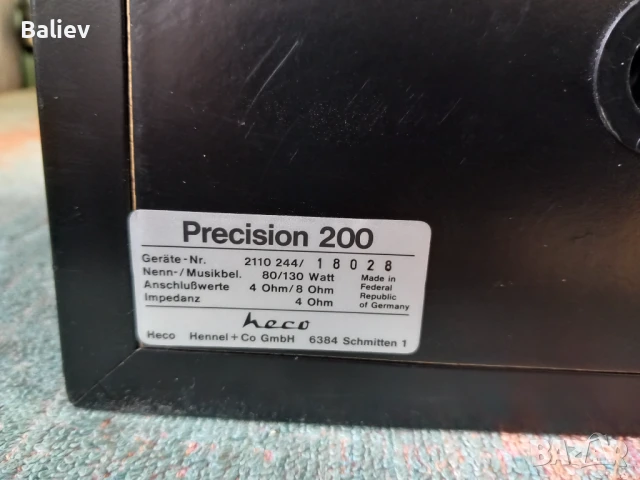 Baliev
Precision 200
Geräte-Nr. 2110 244/ 18028
Nenn-/Musikbel. 80/130 Watt
Anschlußwerte 4 Ohm/8 Ohm
Impedanz 4 Ohm
Made in
Federal
Republic
of Germany
heco
Heco Hennel+Co GmbH 6384 Schmitten 1
BAZAR